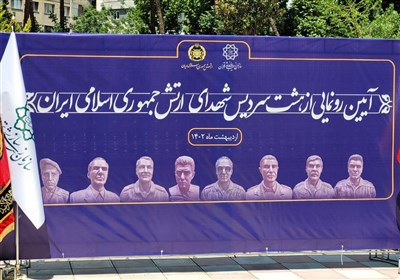 آیین رونمایی از هشت سردیس شهدای ارتش جمهوری اسلامی ایران
اردیبهشت ماه ۱۴۰۲